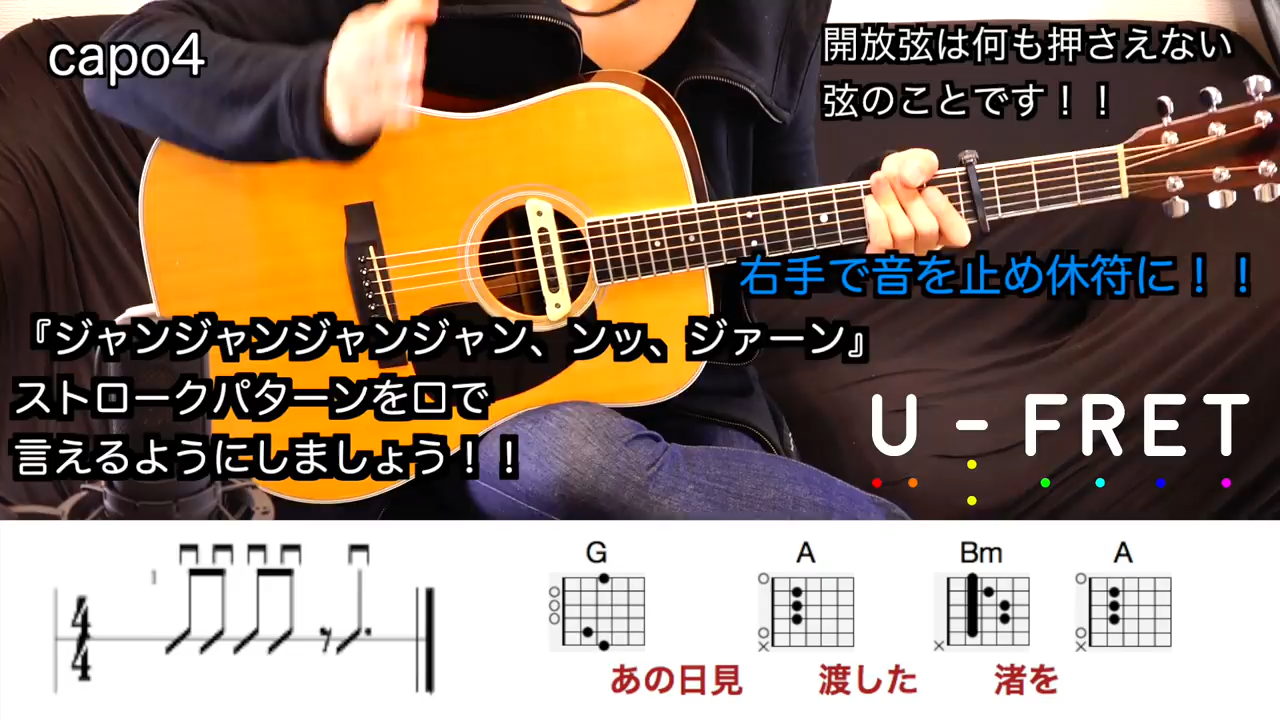 capo4
開放弦は何も押さえない
弦のことです！！
右手で音を止め休符に！！
『ジャンジャンジャンジャン、ンッ、ジァーン』
ストロークパターンを口で
言えるようにしましょう！！
U-FRET
1
4
4
G A Bm A
あの日見 渡した 渚を